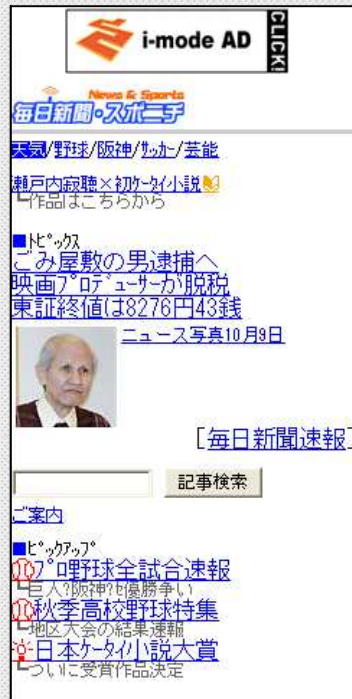 i-mode AD
CLICK!
News & Sports
毎日新聞・スポニチ
天気/野球/阪神/ｻｯｶｰ/芸能
瀬戸内寂聴×初ｹｰﾀｲ小説
┗作品はこちらから
■ﾄﾋﾟｯｸｽ
ごみ屋敷の男逮捕へ
映画ﾌﾟﾛﾃﾞｭｰｻｰが脱税
東証終値は8276円43銭
ニュース写真10月9日
[毎日新聞速報]
記事検索
ご案内
■ﾋﾟｯｸｱｯﾌﾟ
ﾌﾟﾛ野球全試合速報
┗巨人?阪神?ｾ優勝争い
秋季高校野球特集
┗地区大会の結果速報
日本ｹｰﾀｲ小説大賞
┗ついに受賞作品決定